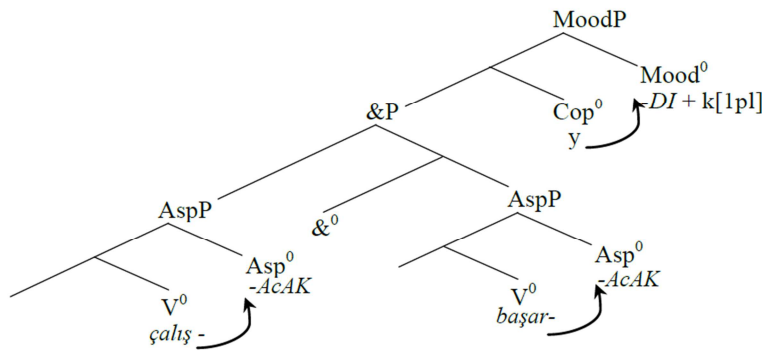 MoodP
Mood⁰
-DI + k[1pl]
&P
Cop⁰
y
AspP
&⁰
AspP
Asp⁰
-AcAK
Asp⁰
-AcAK
V⁰
çalış -
V⁰
başar-